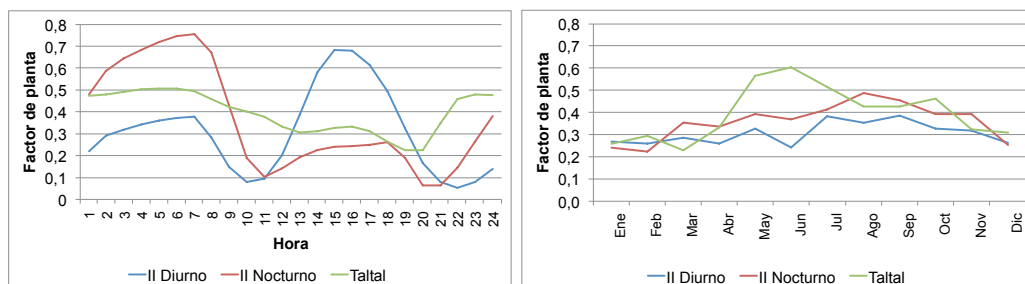 Factor de planta
0,8
0,7
0,6
0,5
0,4
0,3
0,2
0,1
0
1 2 3 4 5 6 7 8 9 10 11 12 13 14 15 16 17 18 19 20 21 22 23 24
Hora
II Diurno II Nocturno Taltal
Factor de planta
0,8
0,7
0,6
0,5
0,4
0,3
0,2
0,1
0,0
Ene Feb Mar Abr May Jun Jul Ago Sep Oct Nov Dic
II Diurno II Nocturno Taltal